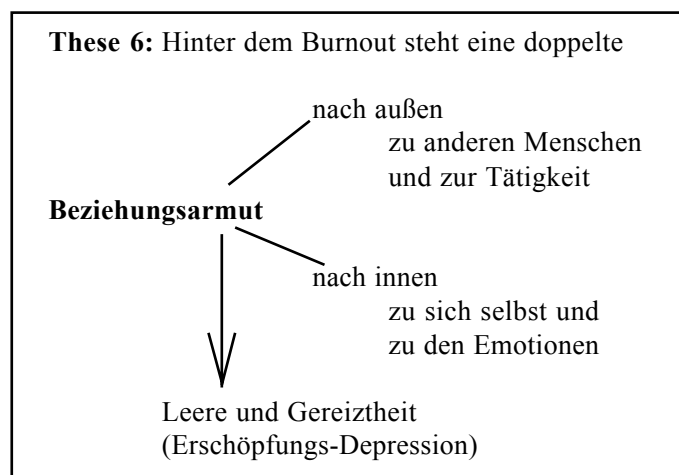 These 6: Hinter dem Burnout steht eine doppelte
nach außen
zu anderen Menschen
und zur Tätigkeit
Beziehungsarmut
nach innen
zu sich selbst und
zu den Emotionen
Leere und Gereiztheit
(Erschöpfungs-Depression)